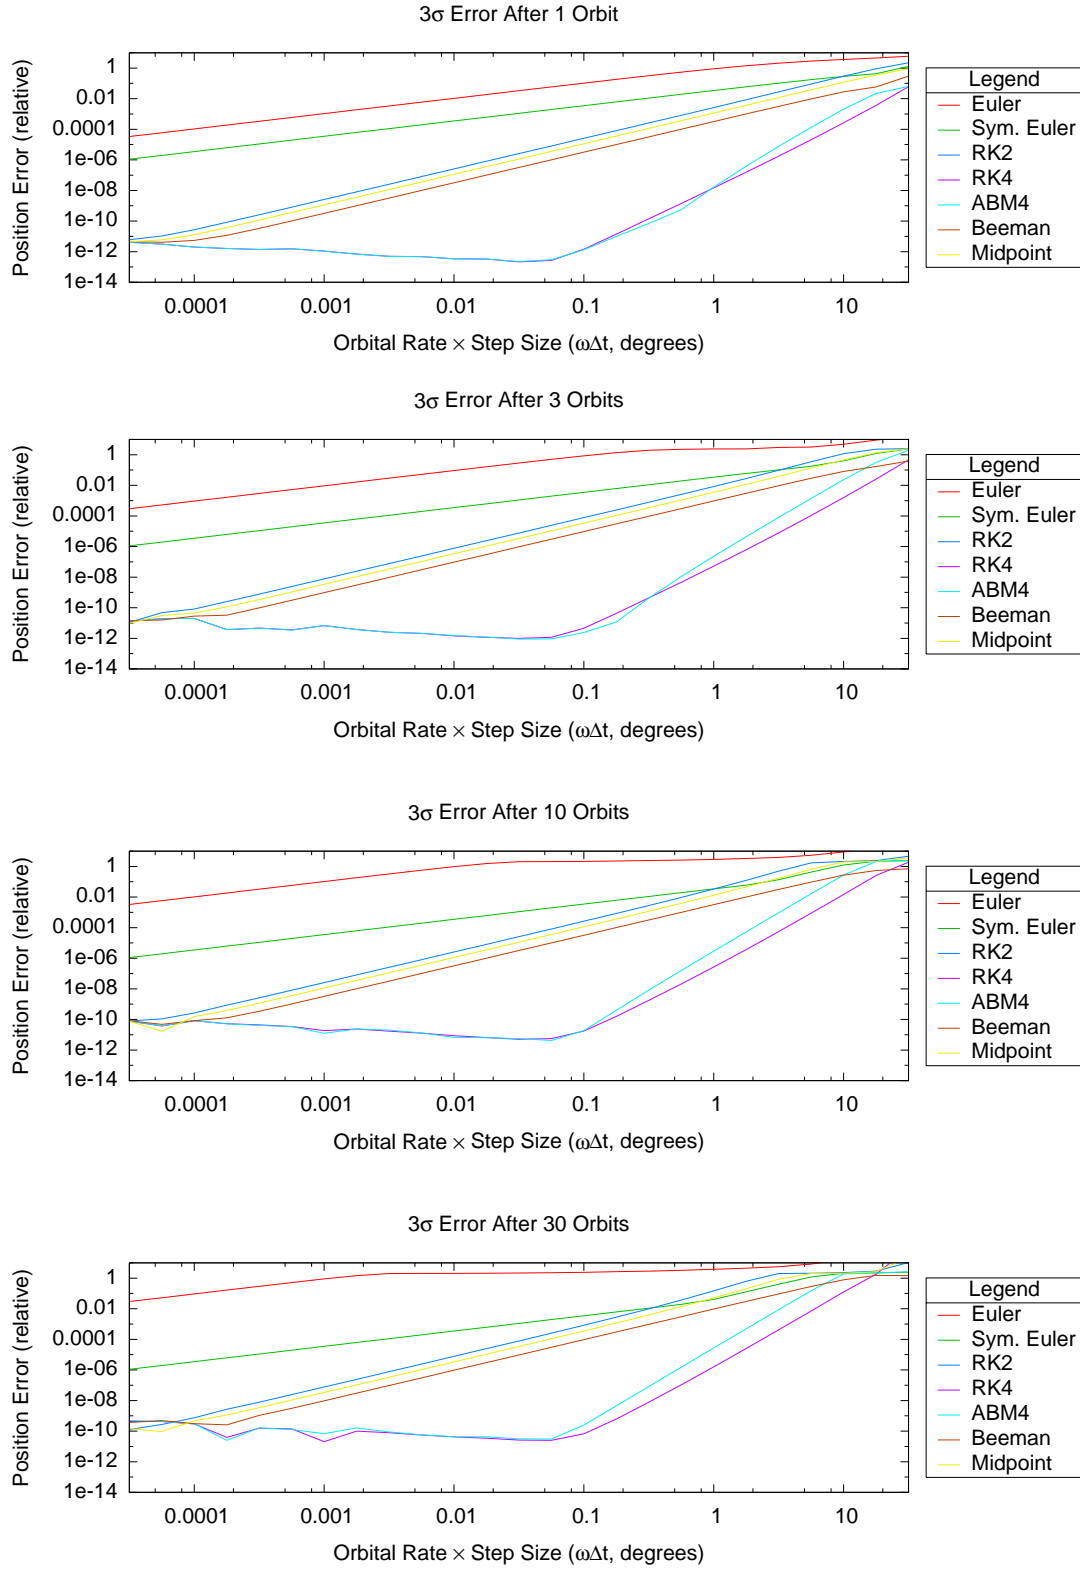 3σ Error After 1 Orbit
Position Error (relative)
1
0.01
0.0001
1e-06
1e-08
1e-10
1e-12
1e-14
0.0001 0.001 0.01 0.1 1 10
Orbital Rate × Step Size (ωΔt, degrees)
Legend
Euler
Sym. Euler
RK2
RK4
ABM4
Beeman
Midpoint
3σ Error After 3 Orbits
Position Error (relative)
1
0.01
0.0001
1e-06
1e-08
1e-10
1e-12
1e-14
0.0001 0.001 0.01 0.1 1 10
Orbital Rate × Step Size (ωΔt, degrees)
Legend
Euler
Sym. Euler
RK2
RK4
ABM4
Beeman
Midpoint
3σ Error After 10 Orbits
Position Error (relative)
1
0.01
0.0001
1e-06
1e-08
1e-10
1e-12
1e-14
0.0001 0.001 0.01 0.1 1 10
Orbital Rate × Step Size (ωΔt, degrees)
Legend
Euler
Sym. Euler
RK2
RK4
ABM4
Beeman
Midpoint
3σ Error After 30 Orbits
Position Error (relative)
1
0.01
0.0001
1e-06
1e-08
1e-10
1e-12
1e-14
0.0001 0.001 0.01 0.1 1 10
Orbital Rate × Step Size (ωΔt, degrees)
Legend
Euler
Sym. Euler
RK2
RK4
ABM4
Beeman
Midpoint